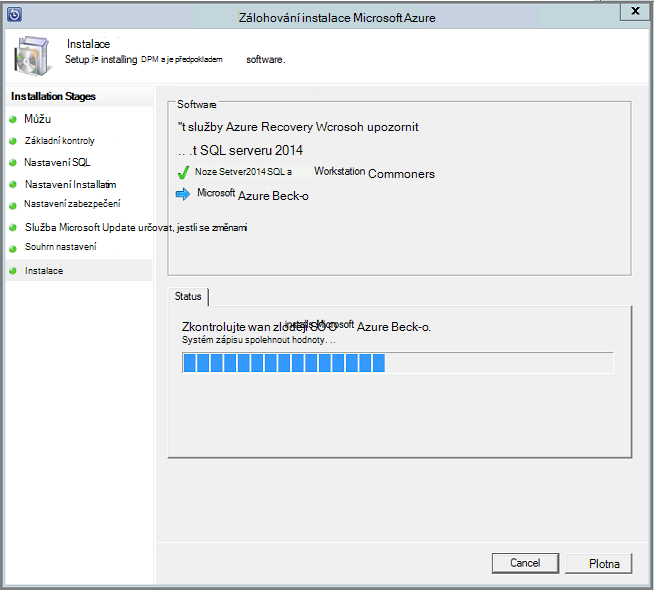 Zálohování instalace Microsoft Azure
X
Instalace
Setup je installing DPM a je předpokladem software.
Installation Stages
Můžu
Základní kontroly
Nastavení SQL
Nastavení Installatim
Nastavení zabezpečení
Služba Microsoft Update určovat, jestli se změnami
Souhrn nastavení
Instalace
Software
"t služby Azure Recovery Wcrosoh upozornit
.. .t SQL serveru 2014
Noze Server2014 SQL a Workstation Commoners
Microsoft Azure Beck-o
Status
Zkontrolujte wan zloději Microsoft Azure Beck-o.
Systém zápisu spolehnout hodnoty. ..
Cancel
Plotna